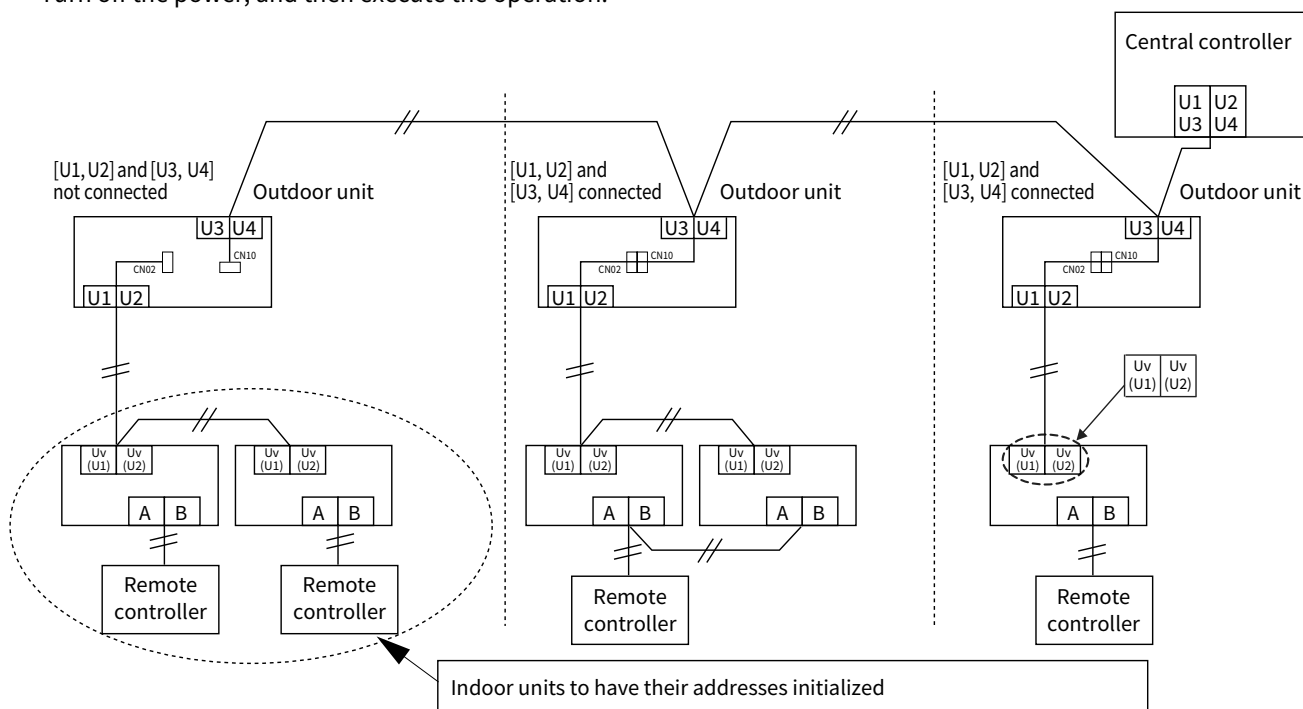 Turn off the power, and then execute the operation.
Central controller
U1 U2
U3 U4
[U1, U2] and [U3, U4]
not connected
Outdoor unit
[U1, U2] and
[U3, U4] connected
Outdoor unit
[U1, U2] and
[U3, U4] connected
Outdoor unit
U3 U4
CN02
CN10
U1 U2
U3 U4
CN02
CN10
U1 U2
U3 U4
CN02
CN10
U1 U2
Uv Uv
(U1) (U2)
Uv Uv
(U1) (U2)
Uv Uv
(U1) (U2)
Uv Uv
(U1) (U2)
Uv Uv
(U1) (U2)
Uv Uv
(U1) (U2)
A B
A B
A B
A B
A B
Remote
controller
Remote
controller
Remote
controller
Remote
controller
Indoor units to have their addresses initialized